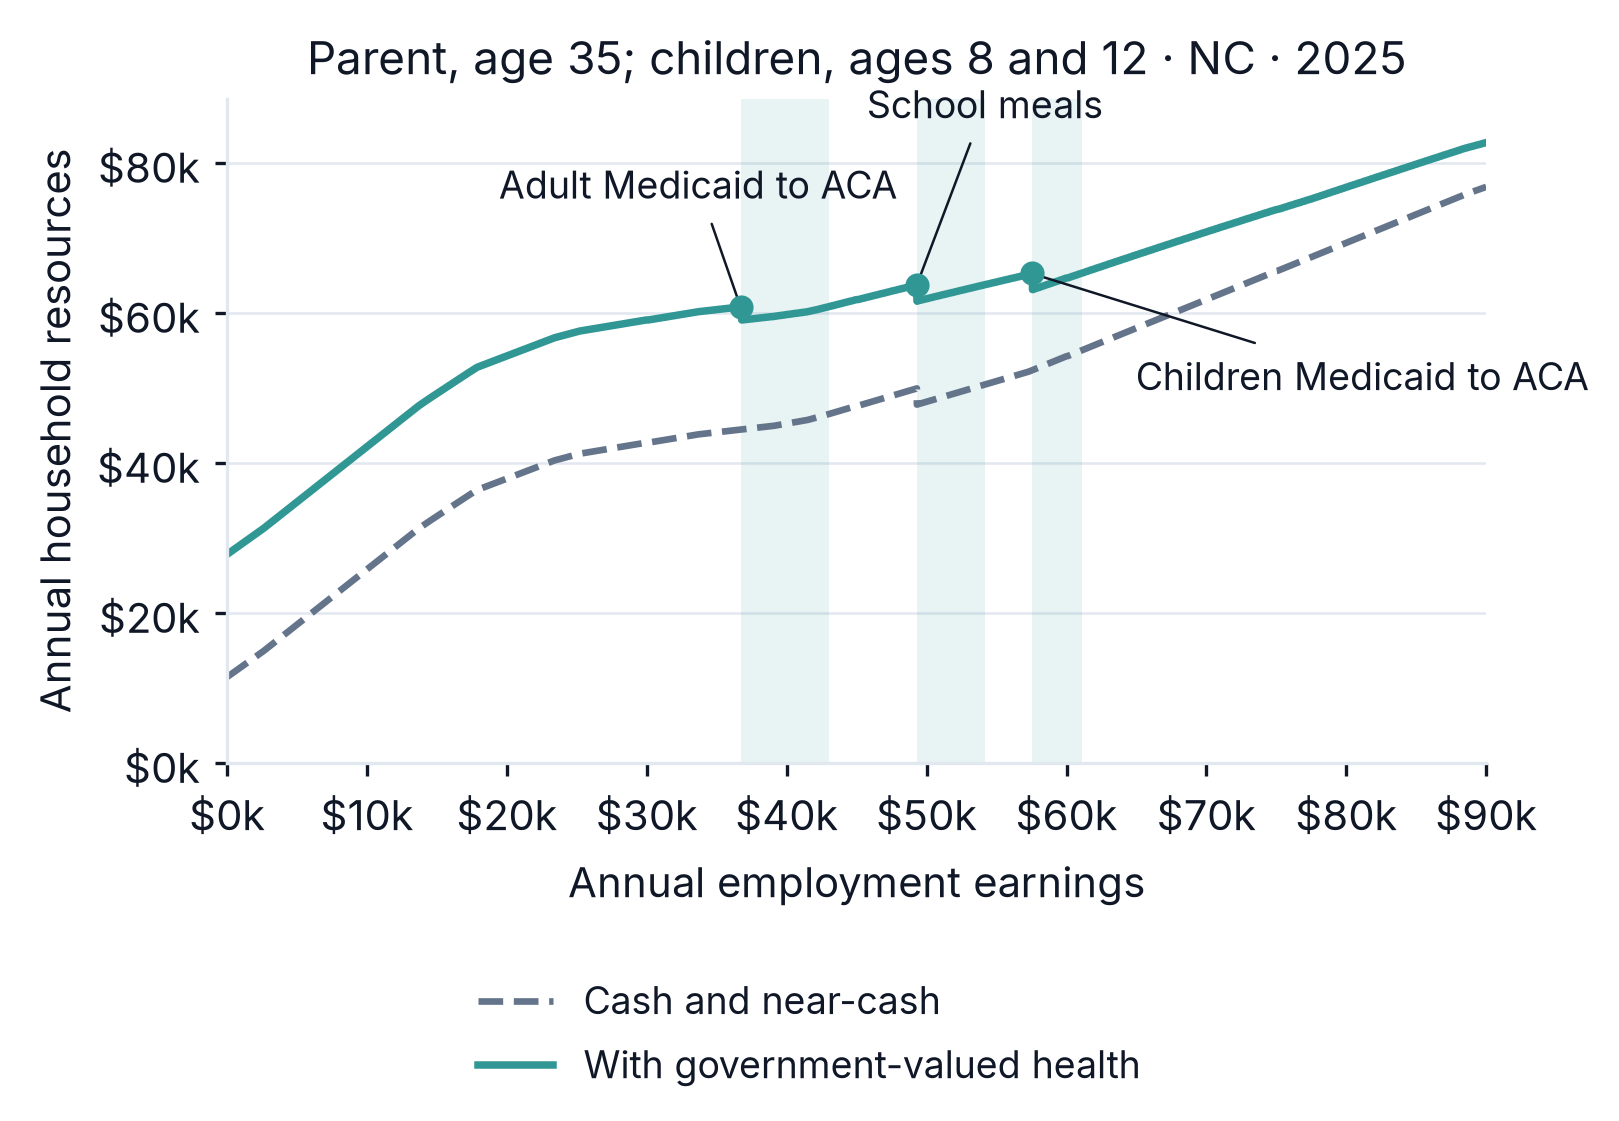 Parent, age 35; children, ages 8 and 12 · NC · 2025
School meals
Adult Medicaid to ACA
Children Medicaid to ACA
Annual household resources
$80k
$60k
$40k
$20k
$0k
$0k $10k $20k $30k $40k $50k $60k $70k $80k $90k
Annual employment earnings
Cash and near-cash
With government-valued health